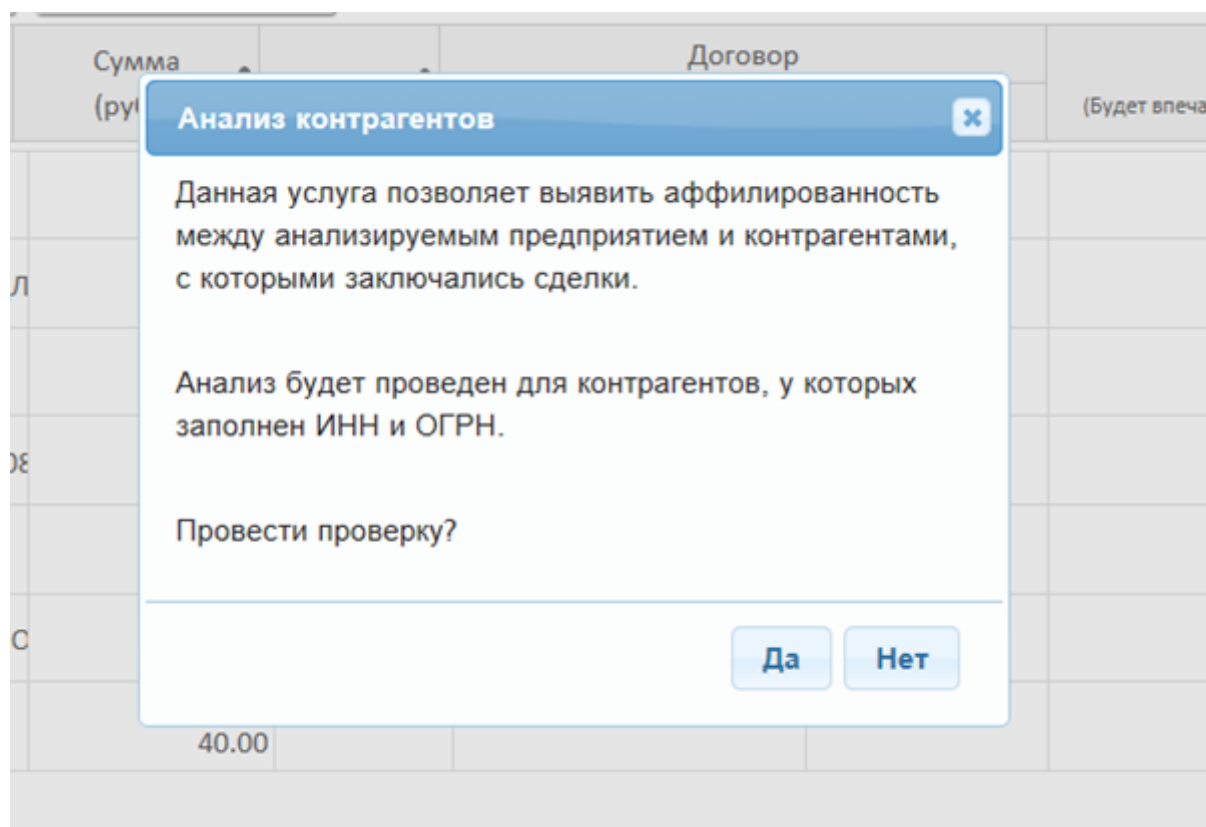 Сумма
Договор
(Будет впеча
Анализ контрагентов
Данная услуга позволяет выявить аффилированность
между анализируемым предприятием и контрагентами,
с которыми заключались сделки.
Анализ будет проведен для контрагентов, у которых
заполнен ИНН и ОГРН.
Провести проверку?
Да Нет
40.00